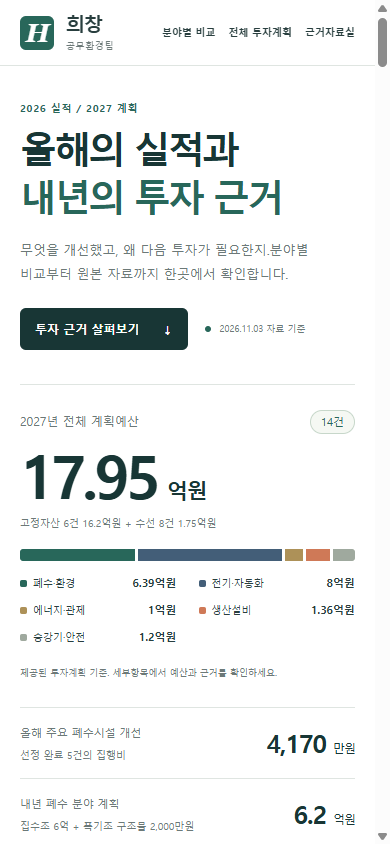 H 희창
공무환경팀
분야별 비교 전체 투자계획 근거자료실
2026 실적 / 2027 계획
올해의 실적과
내년의 투자 근거
무엇을 개선했고, 왜 다음 투자가 필요한지.분야별
비교부터 원본 자료까지 한곳에서 확인합니다.
투자 근거 살펴보기 ↓
2026.11.03 자료 기준
2027년 전체 계획예산 14건
17.95 억원
고정자산 6건 16.2억원 + 수선 8건 1.75억원
폐수·환경 6.39억원 전기·자동화 8억원
에너지·관제 1억원 생산설비 1.36억원
승강기·안전 1.2억원
제공된 투자계획 기준. 세부항목에서 예산과 근거를 확인하세요.
올해 주요 폐수시설 개선
선정 완료 5건의 집행비
4,170 만원
내년 폐수 분야 계획
집수조 6억 + 폭기조 구조물 2,000만원
6.2 억원